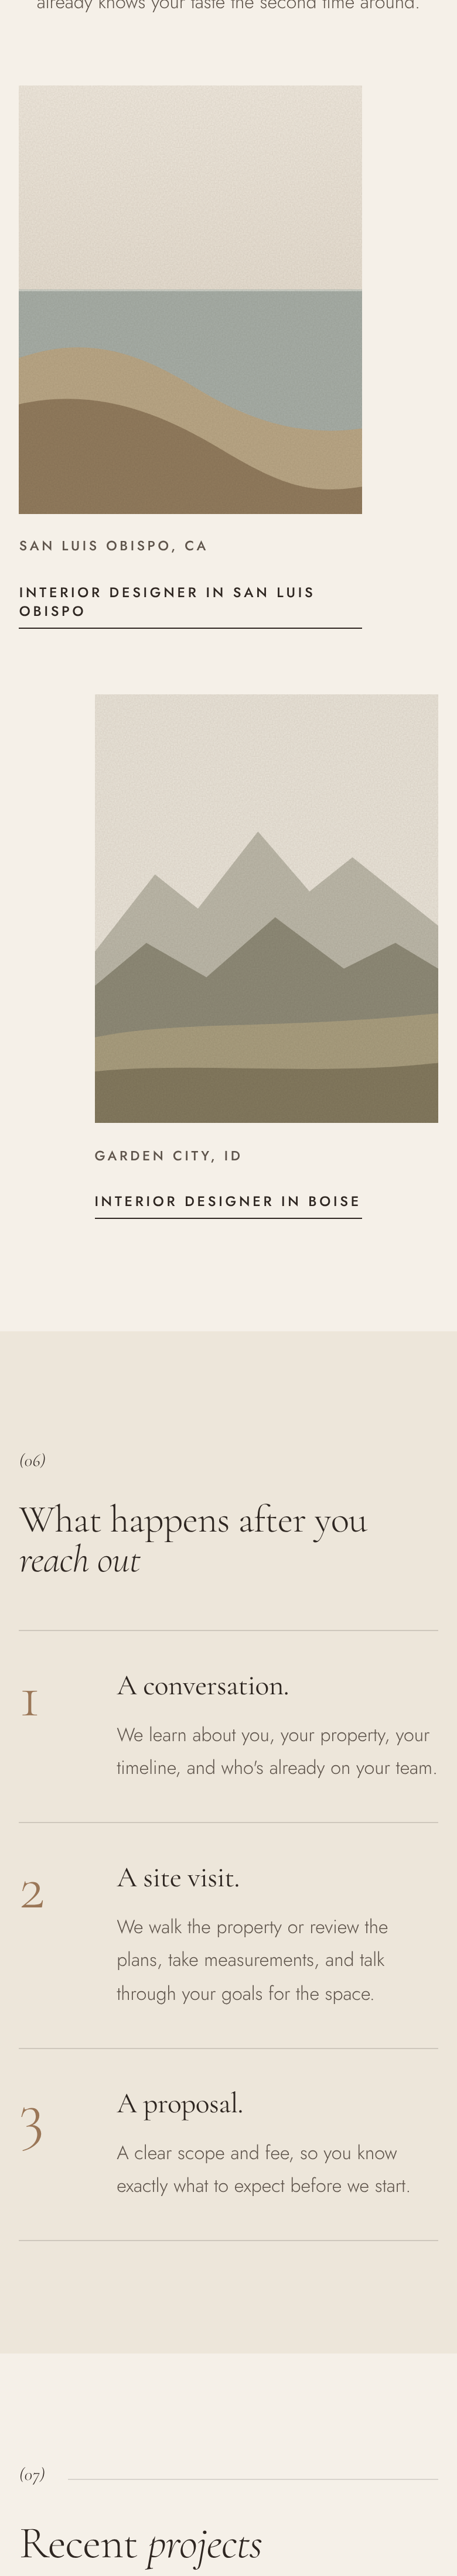 already knows your taste the second time around.
SAN LUIS OBISPO, CA
INTERIOR DESIGNER IN SAN LUIS
OBISPO
GARDEN CITY, ID
INTERIOR DESIGNER IN BOISE
(06)
What happens after you
reach out
1
A conversation.
We learn about you, your property, your
timeline, and who's already on your team.
2
A site visit.
We walk the property or review the
plans, take measurements, and talk
through your goals for the space.
3
A proposal.
A clear scope and fee, so you know
exactly what to expect before we start.
(07)
Recent projects